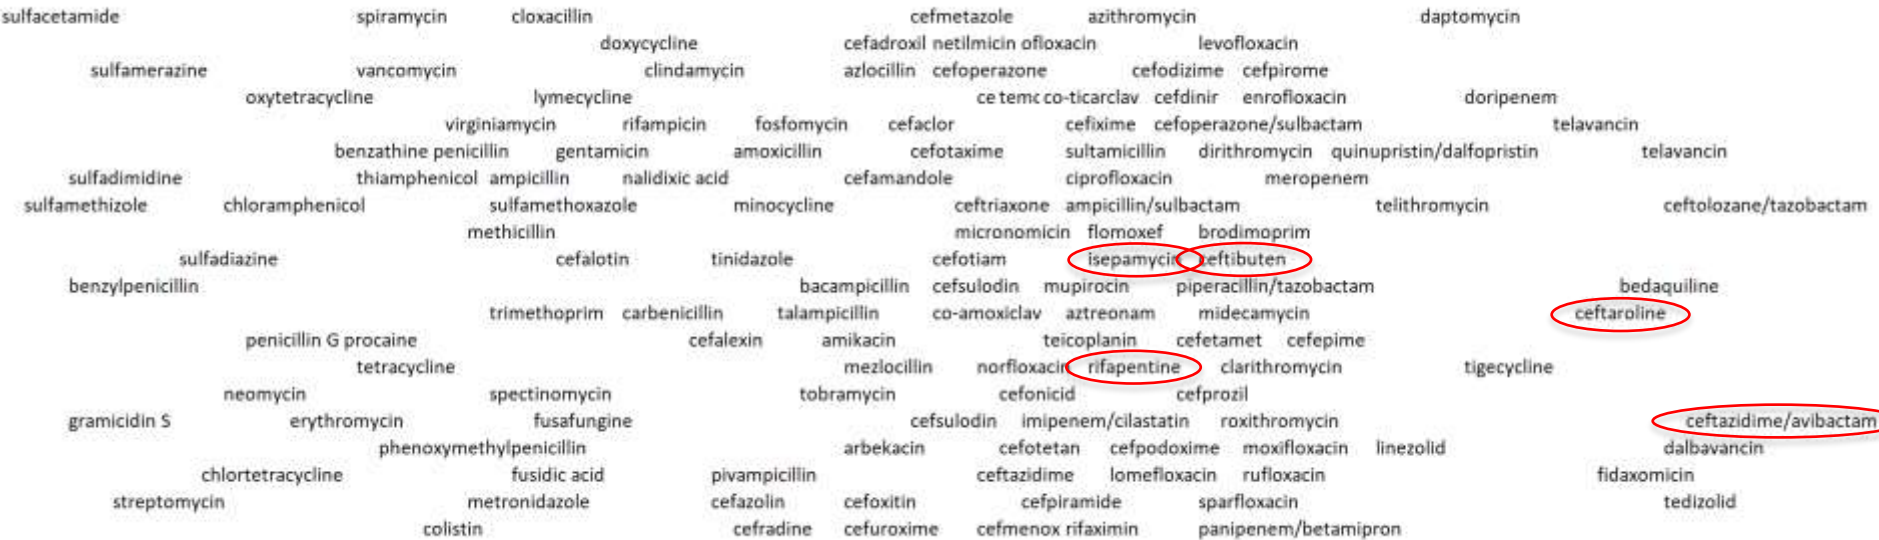 sulfacetamide spiramycin cloxacillin cefmetazole azithromycin daptomycin
doxycycline cefadroxil netilmicin ofloxacin levofloxacin
sulfamerazine vancomycin clindamycin azlocillin cefoperazone cefodizime cefpirome
oxytetracycline lymecycline ce temc co-ticarclav cefdinir enrofloxacin doripenem
virginiamycin rifampicin fosfomycin cefaclor cefixime cefoperazone/sulbactam telavancin
benzathine penicillin gentamicin amoxicillin cefotaxime sultamicillin dirithromycin quinupristin/dalfopristin telavancin
sulfadimidine thiamphenicol ampicillin nalidixic acid cefamandole ciprofloxacin meropenem
sulfamethizole chloramphenicol sulfamethoxazole minocycline ceftriaxone ampicillin/sulbactam telithromycin ceftolozane/tazobactam
methicillin micronomicin flomoxef brodimoprim
sulfadiazine cefalotin tinidazole cefotiam isepamycin ceftibuten
benzylpenicillin bacampicillin cefsulodin mupirocin piperacillin/tazobactam bedaquiline
trimethoprim carbenicillin talampicillin co-amoxiclav aztreonam midecamycin ceftaroline
penicillin G procaine cefalexin amikacin teicoplanin cefetamet cefepime
tetracycline mezlocillin norfloxacin rifapentine clarithromycin tigecycline
neomycin spectinomycin tobramycin cefonicid cefprozil
gramicidin S erythromycin fusafungine cefsulodin imipenem/cilastatin roxithromycin ceftazidime/avibactam
phenoxymethylpenicillin arbekacin cefotetan cefpodoxime moxifloxacin linezolid dalbavancin
chlortetracycline fusidic acid pivampicillin ceftazidime lomefloxacin rufloxacin fidaxomicin
streptomycin metronidazole cefazolin cefoxitin cefpiramide sparfloxacin tedizolid
colistin cefradine cefuroxime cefmenox rifaximin panipenem/betamipron